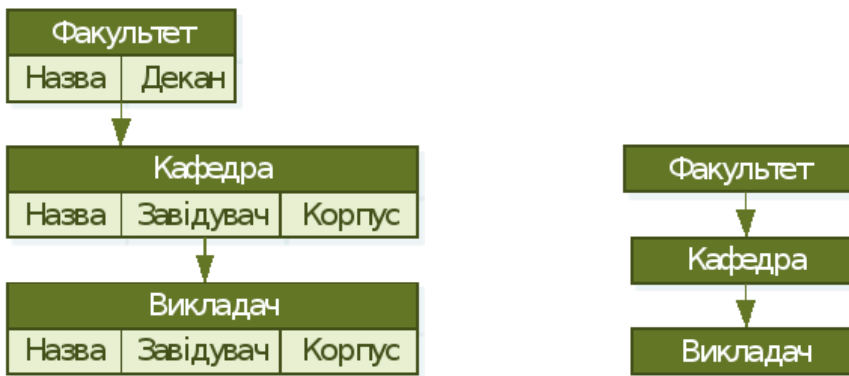 Факультет
Назва Декан
Кафедра
Назва Завідувач Корпус
Викладач
Назва Завідувач Корпус
Факультет
Кафедра
Викладач